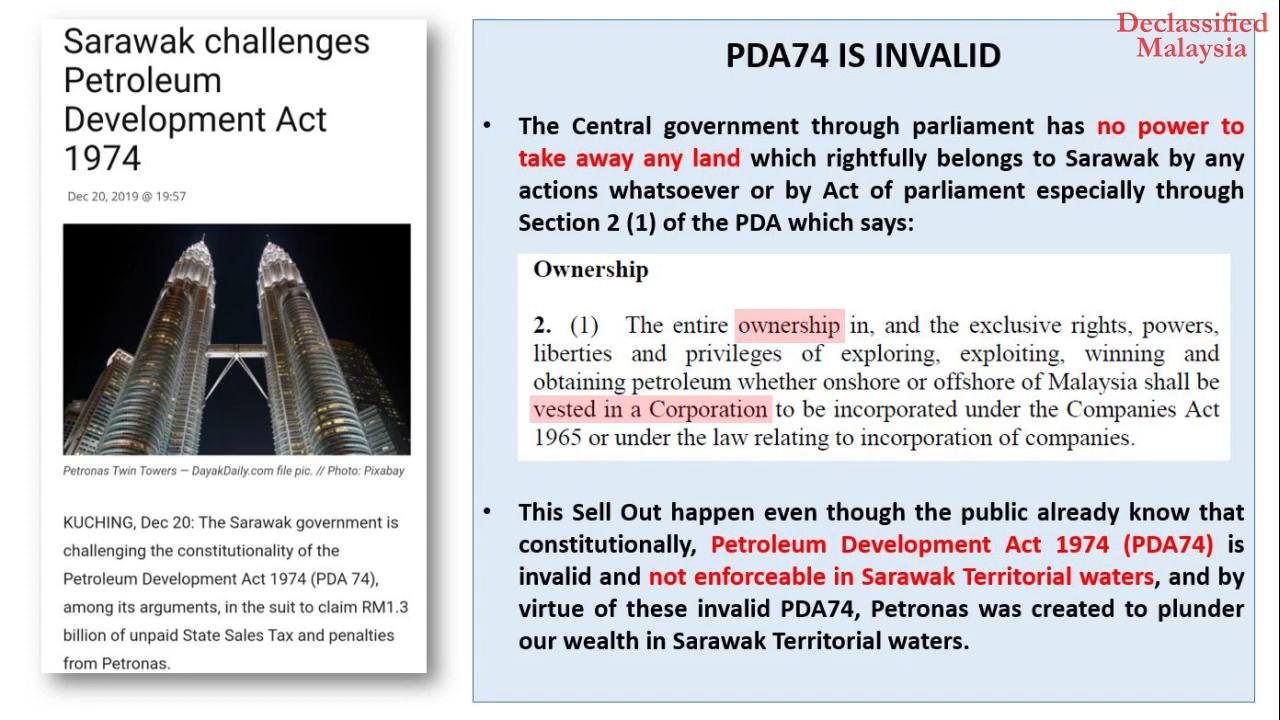 Sarawak challenges
Petroleum
Development Act
1974
Dec 20, 2019 @ 19:57
Petronas Twin Towers — DayakDaily.com file pic. // Photo: Pixabay
KUCHING, Dec 20: The Sarawak government is
challenging the constitutionality of the
Petroleum Development Act 1974 (PDA 74),
among its arguments, in the suit to claim RM1.3
billion of unpaid State Sales Tax and penalties
from Petronas.
Declassified
Malaysia
PDA74 IS INVALID
• The Central government through parliament has no power to
take away any land which rightfully belongs to Sarawak by any
actions whatsoever or by Act of parliament especially through
Section 2 (1) of the PDA which says:
Ownership
2. (1) The entire ownership in, and the exclusive rights, powers,
liberties and privileges of exploring, exploiting, winning and
obtaining petroleum whether onshore or offshore of Malaysia shall be
vested in a Corporation to be incorporated under the Companies Act
1965 or under the law relating to incorporation of companies.
• This Sell Out happen even though the public already know that
constitutionally, Petroleum Development Act 1974 (PDA74) is
invalid and not enforceable in Sarawak Territorial waters, and by
virtue of these invalid PDA74, Petronas was created to plunder
our wealth in Sarawak Territorial waters.